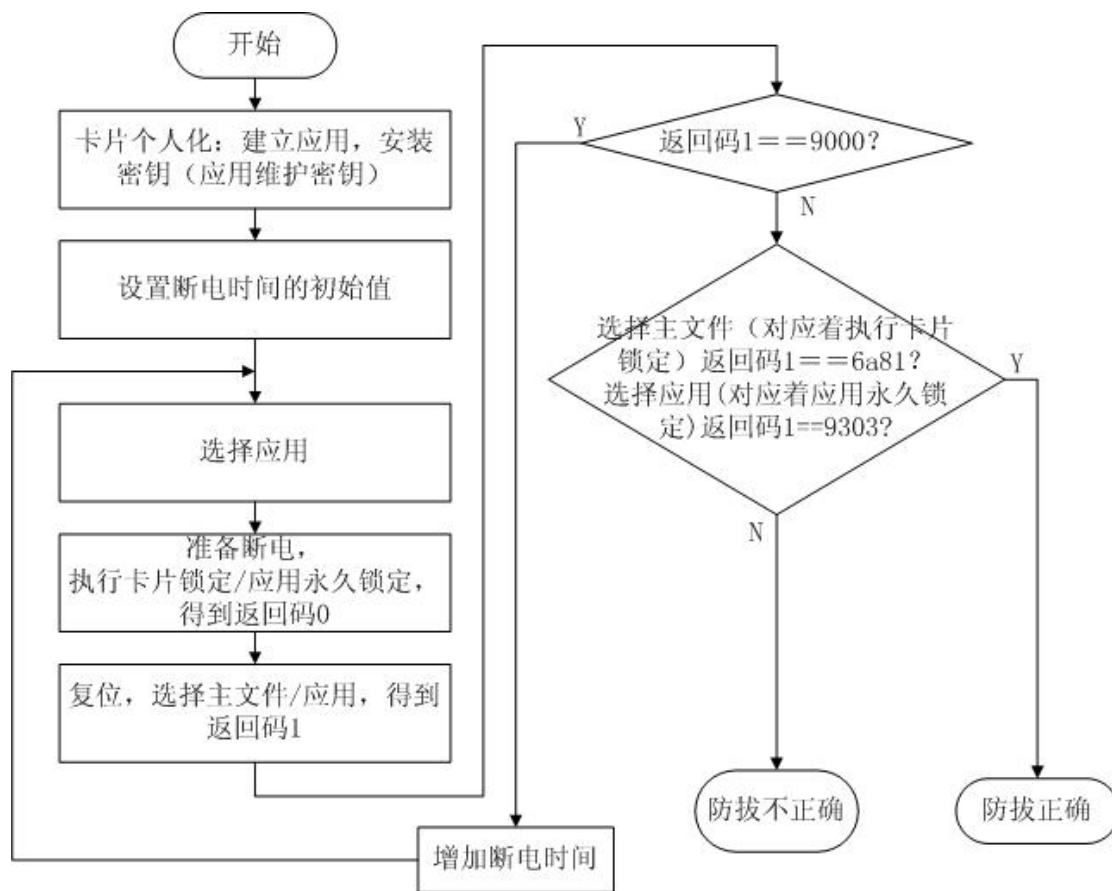 开始
卡片个人化：建立应用，安装
密钥（应用维护密钥）
设置断电时间的初始值
选择应用
准备断电，
执行卡片锁定/应用永久锁定，
得到返回码0
复位，选择主文件/应用，得到
返回码1
增加断电时间
Y
返回码1＝＝9000？
N
选择主文件（对应着执行卡片
锁定）返回码1＝＝6a81？
选择应用(对应着应用永久锁
定)返回码1==9303？
Y
N
防拔不正确
防拔正确